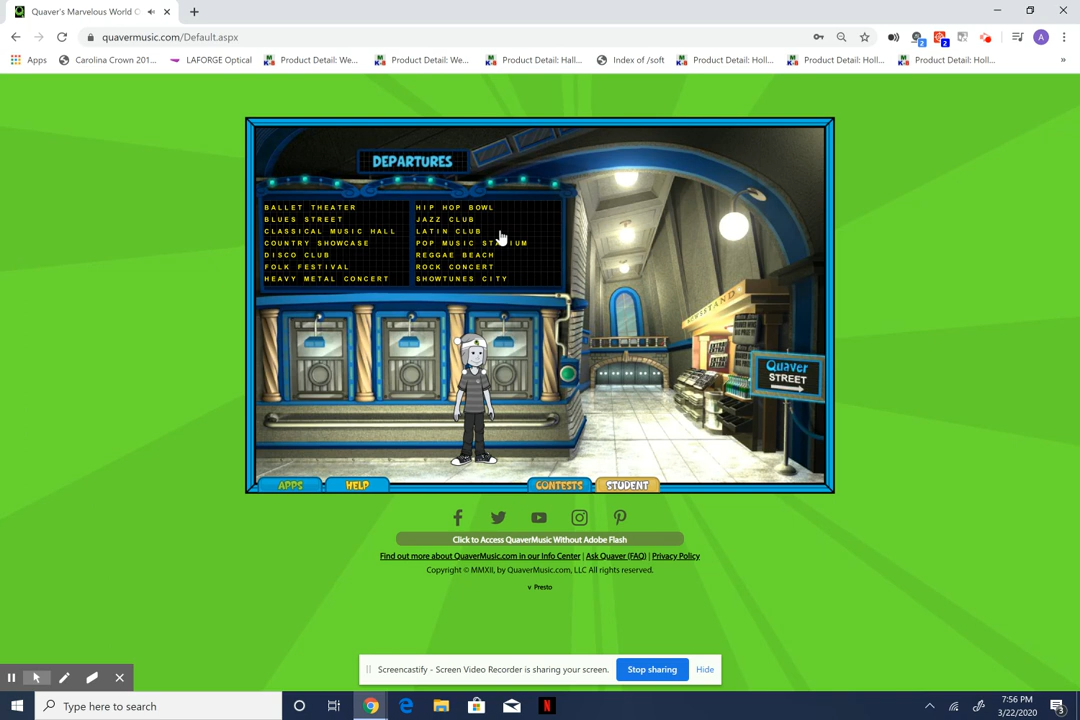 Quaver's Marvelous World O
quavermusic.com/Default.aspx
Apps
Carolina Crown 201...
LAFORGE Optical
Product Detail: We...
Product Detail: We...
Product Detail: Hall...
Index of /soft
Product Detail: Holl...
Product Detail: Holl...
Product Detail: Holl...
»
DEPARTURES
BALLET THEATER
BLUES STREET
CLASSICAL MUSIC HALL
COUNTRY SHOWCASE
DISCO CLUB
FOLK FESTIVAL
HEAVY METAL CONCERT
HIP HOP BOWL
JAZZ CLUB
LATIN CLUB
POP MUSIC STADIUM
REGGAE BEACH
ROCK CONCERT
SHOWTUNES CITY
Quaver
STREET
APPS
HELP
CONTESTS
STUDENT
Click to Access QuaverMusic Without Adobe Flash
Find out more about QuaverMusic.com in our Info Center | Ask Quaver (FAQ) | Privacy Policy
Copyright © MMXII, by QuaverMusic.com, LLC All rights reserved.
v Presto
Screencastify - Screen Video Recorder is sharing your screen.
Stop sharing
Hide
Type here to search
7:56 PM
3/22/2020